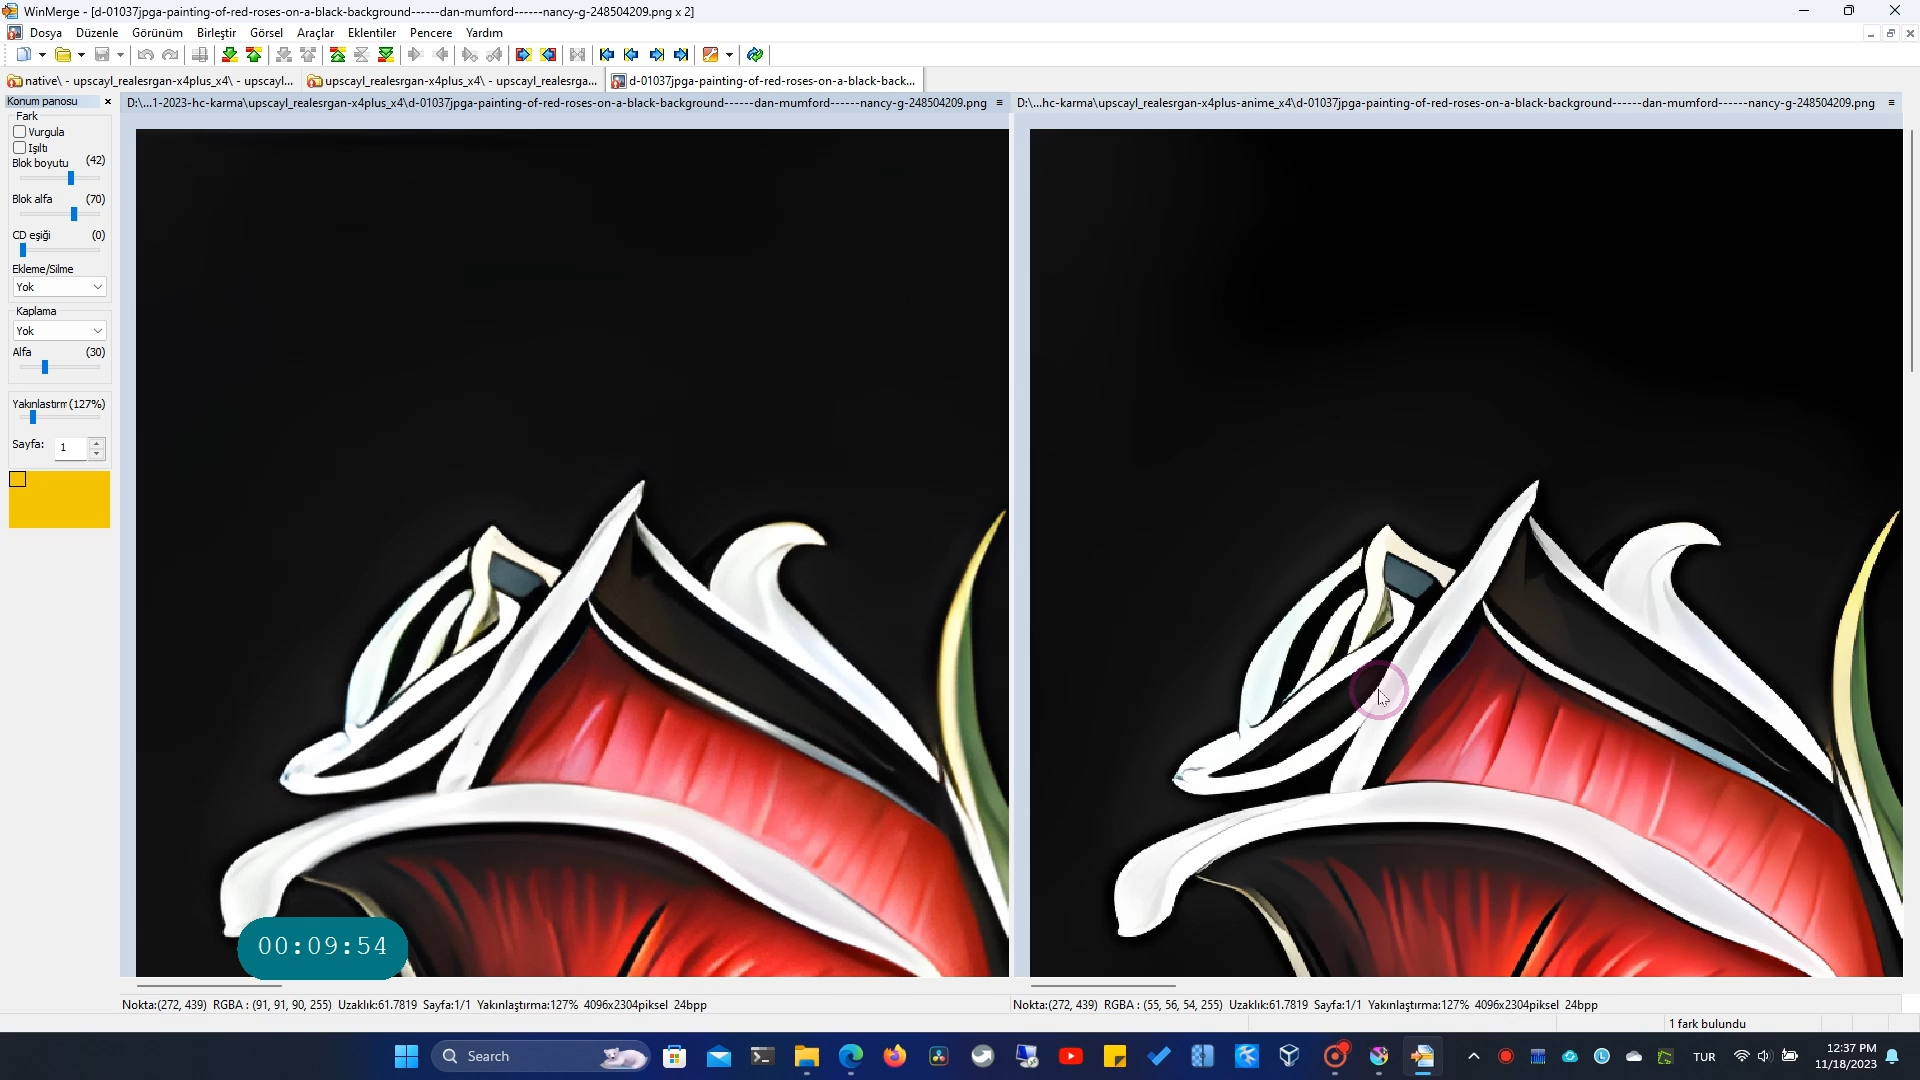 WinMerge - [d-01037jpga-painting-of-red-roses-on-a-black-background------dan-mumford------nancy-g-248504209.png x 2]
Dosya Düzenle Görünüm Birleştir Görsel Araçlar Eklentiler Pencere Yardım
native\ - upscayl_realesrgan-x4plus_x4\ - upscayl...
upscayl_realesrgan-x4plus_x4\ - upscayl_realesrga...
d-01037jpga-painting-of-red-roses-on-a-black-back...
Konum panosu
D:\...1-2023-hc-karma\upscayl_realesrgan-x4plus_x4\d-01037jpga-painting-of-red-roses-on-a-black-background------dan-mumford------nancy-g-248504209.png
D:\...hc-karma\upscayl_realesrgan-x4plus-anime_x4\d-01037jpga-painting-of-red-roses-on-a-black-background------dan-mumford------nancy-g-248504209.png
Fark
Vurgula
Işıltı
Blok boyutu (42)
Blok alfa (70)
CD eşiği (0)
Ekleme/Silme
Yok
Kaplama
Yok
Alfa (30)
Yakınlaştırm (127%)
Sayfa: 1
00:09:54
Nokta:(272, 439) RGBA : (91, 91, 90, 255) Uzaklık:61.7819 Sayfa:1/1 Yakınlaştırma:127% 4096x2304piksel 24bpp
Nokta:(272, 439) RGBA : (55, 56, 54, 255) Uzaklık:61.7819 Sayfa:1/1 Yakınlaştırma:127% 4096x2304piksel 24bpp
1 fark bulundu
Search
TUR
12:37 PM
11/18/2023